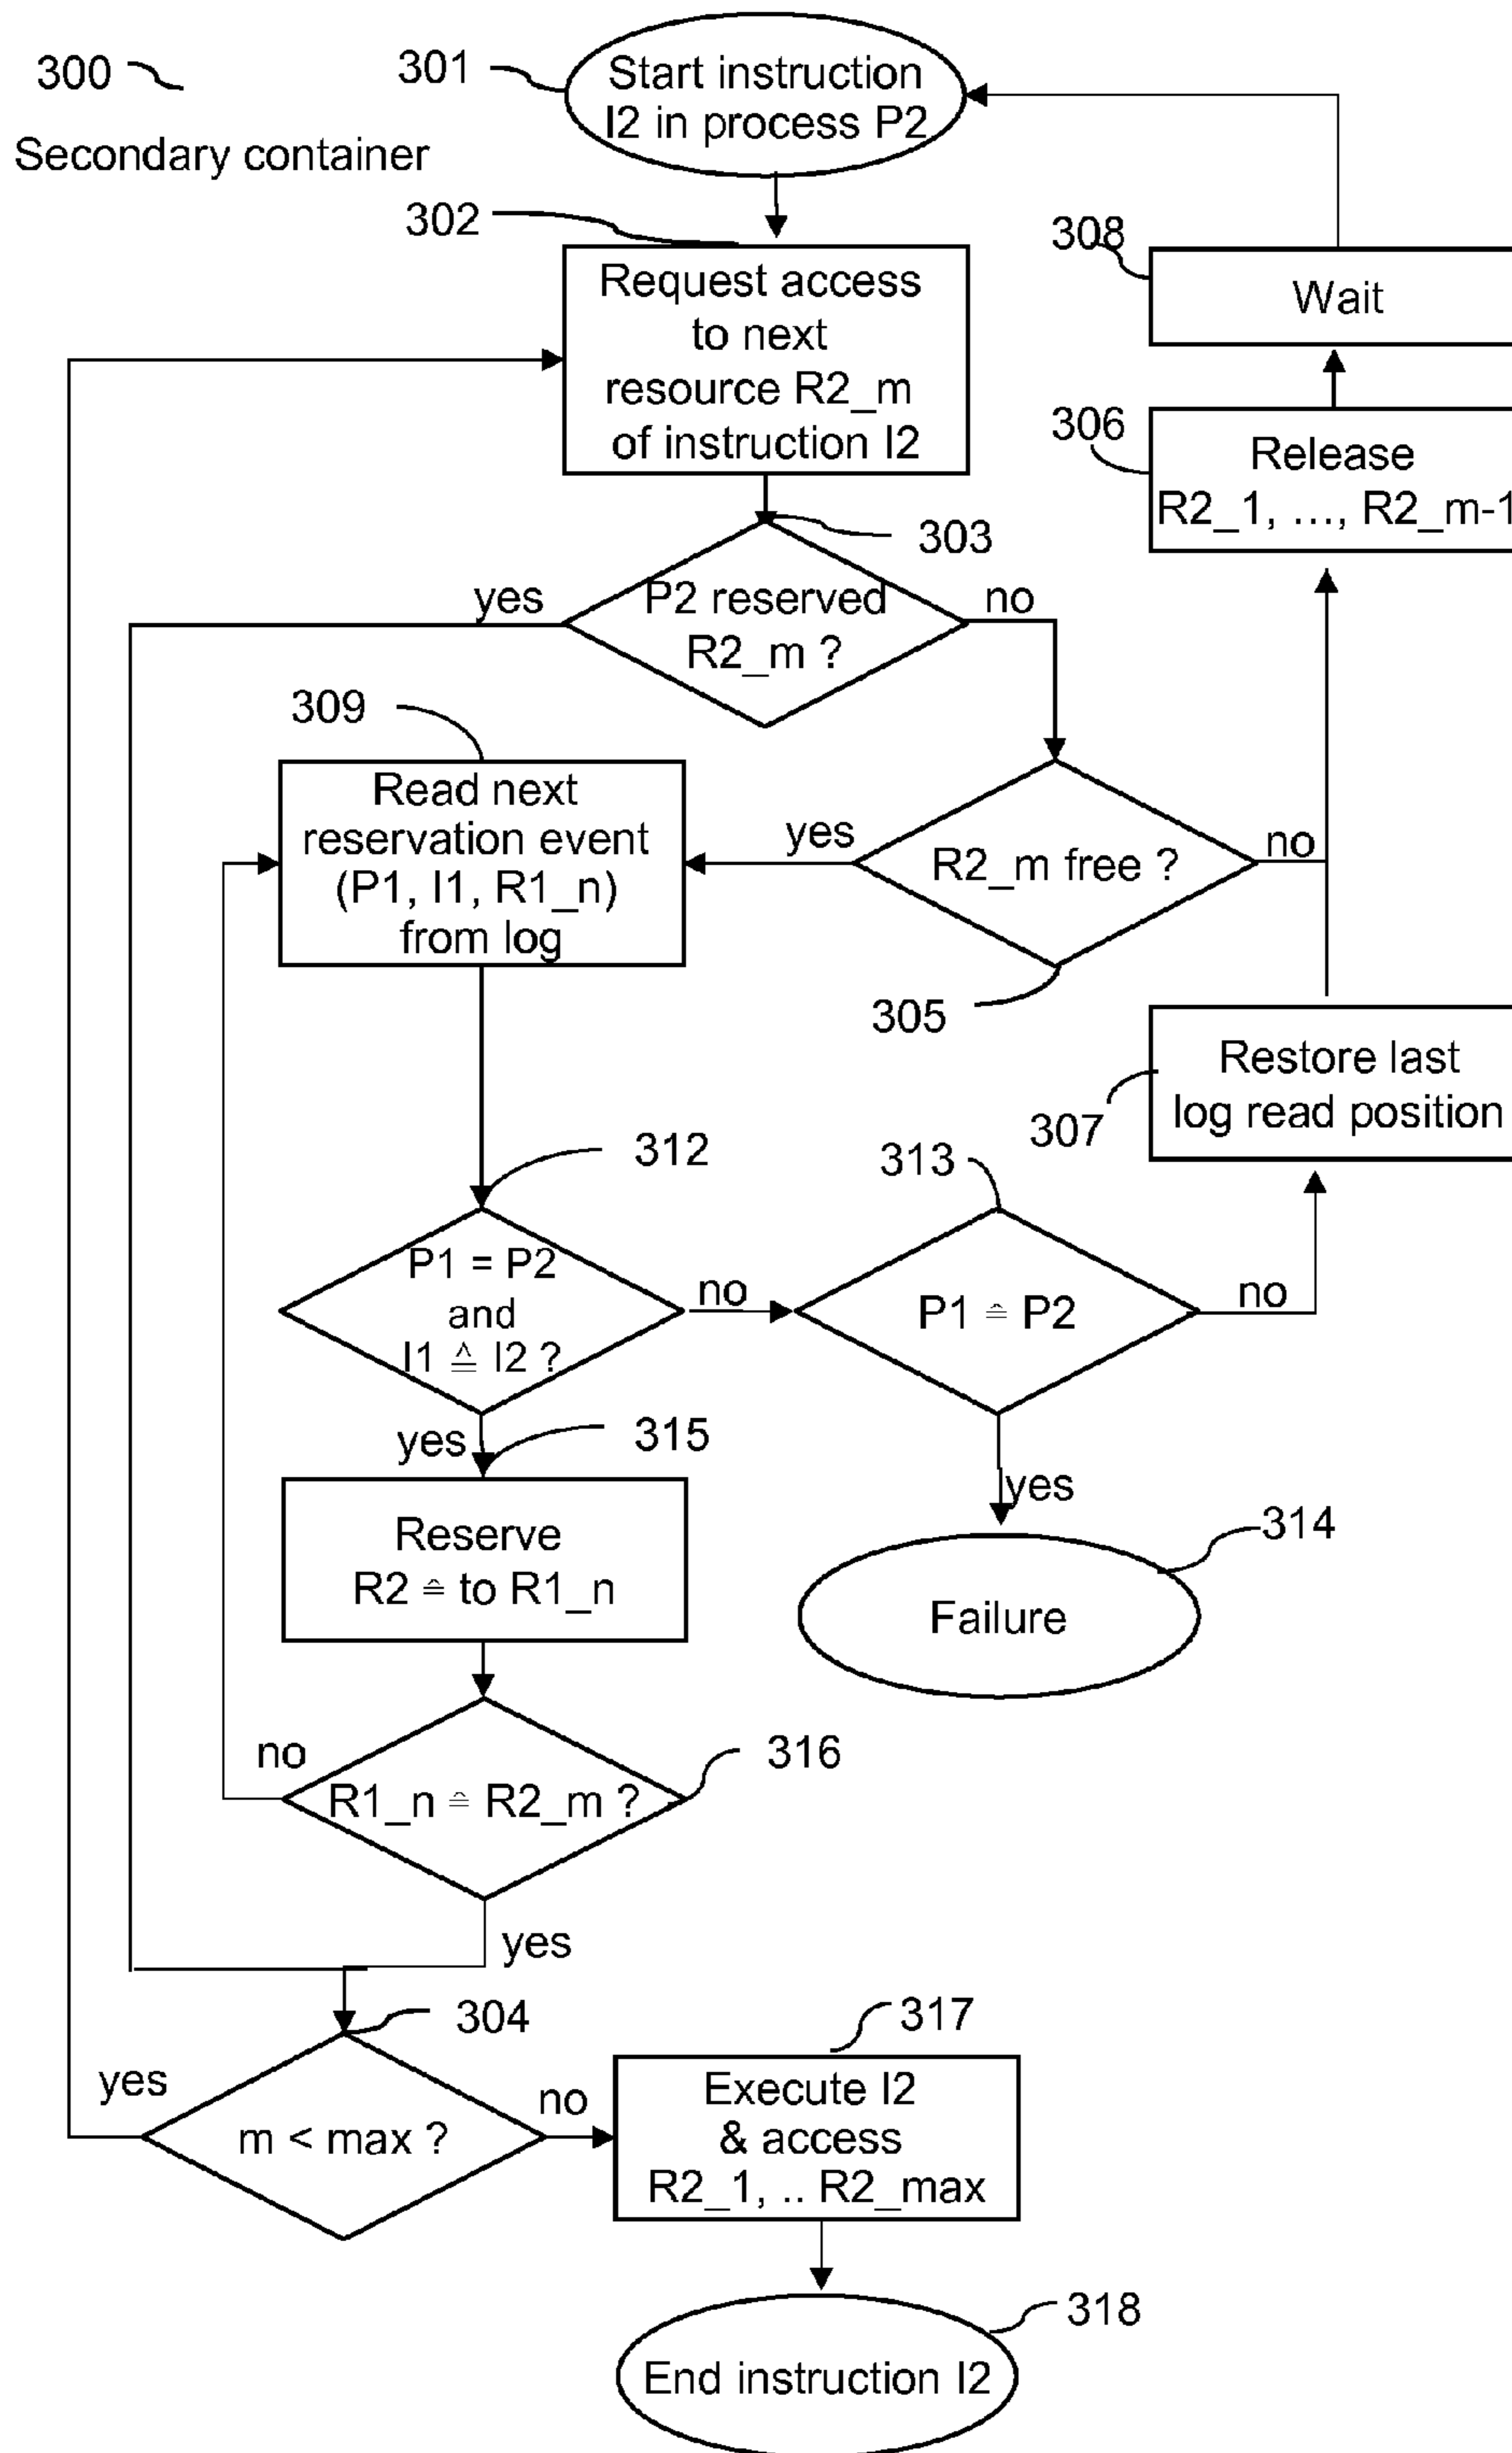 300
301
Start instruction
I2 in process P2
Secondary container
302
Request access
to next
resource R2_m
of instruction I2
308
Wait
306
Release
R2_1, ..., R2_m-1
303
yes
P2 reserved
R2_m ?
no
309
Read next
reservation event
(P1, I1, R1_n)
from log
yes
R2_m free ?
no
305
Restore last
log read position
307
312
313
P1 = P2
and
I1 ≙ I2 ?
no
P1 ≙ P2
no
yes
315
yes
314
Reserve
R2 ≙ to R1_n
Failure
no
316
R1_n ≙ R2_m ?
yes
304
317
yes
m < max ?
no
Execute I2
& access
R2_1, .. R2_max
318
End instruction I2